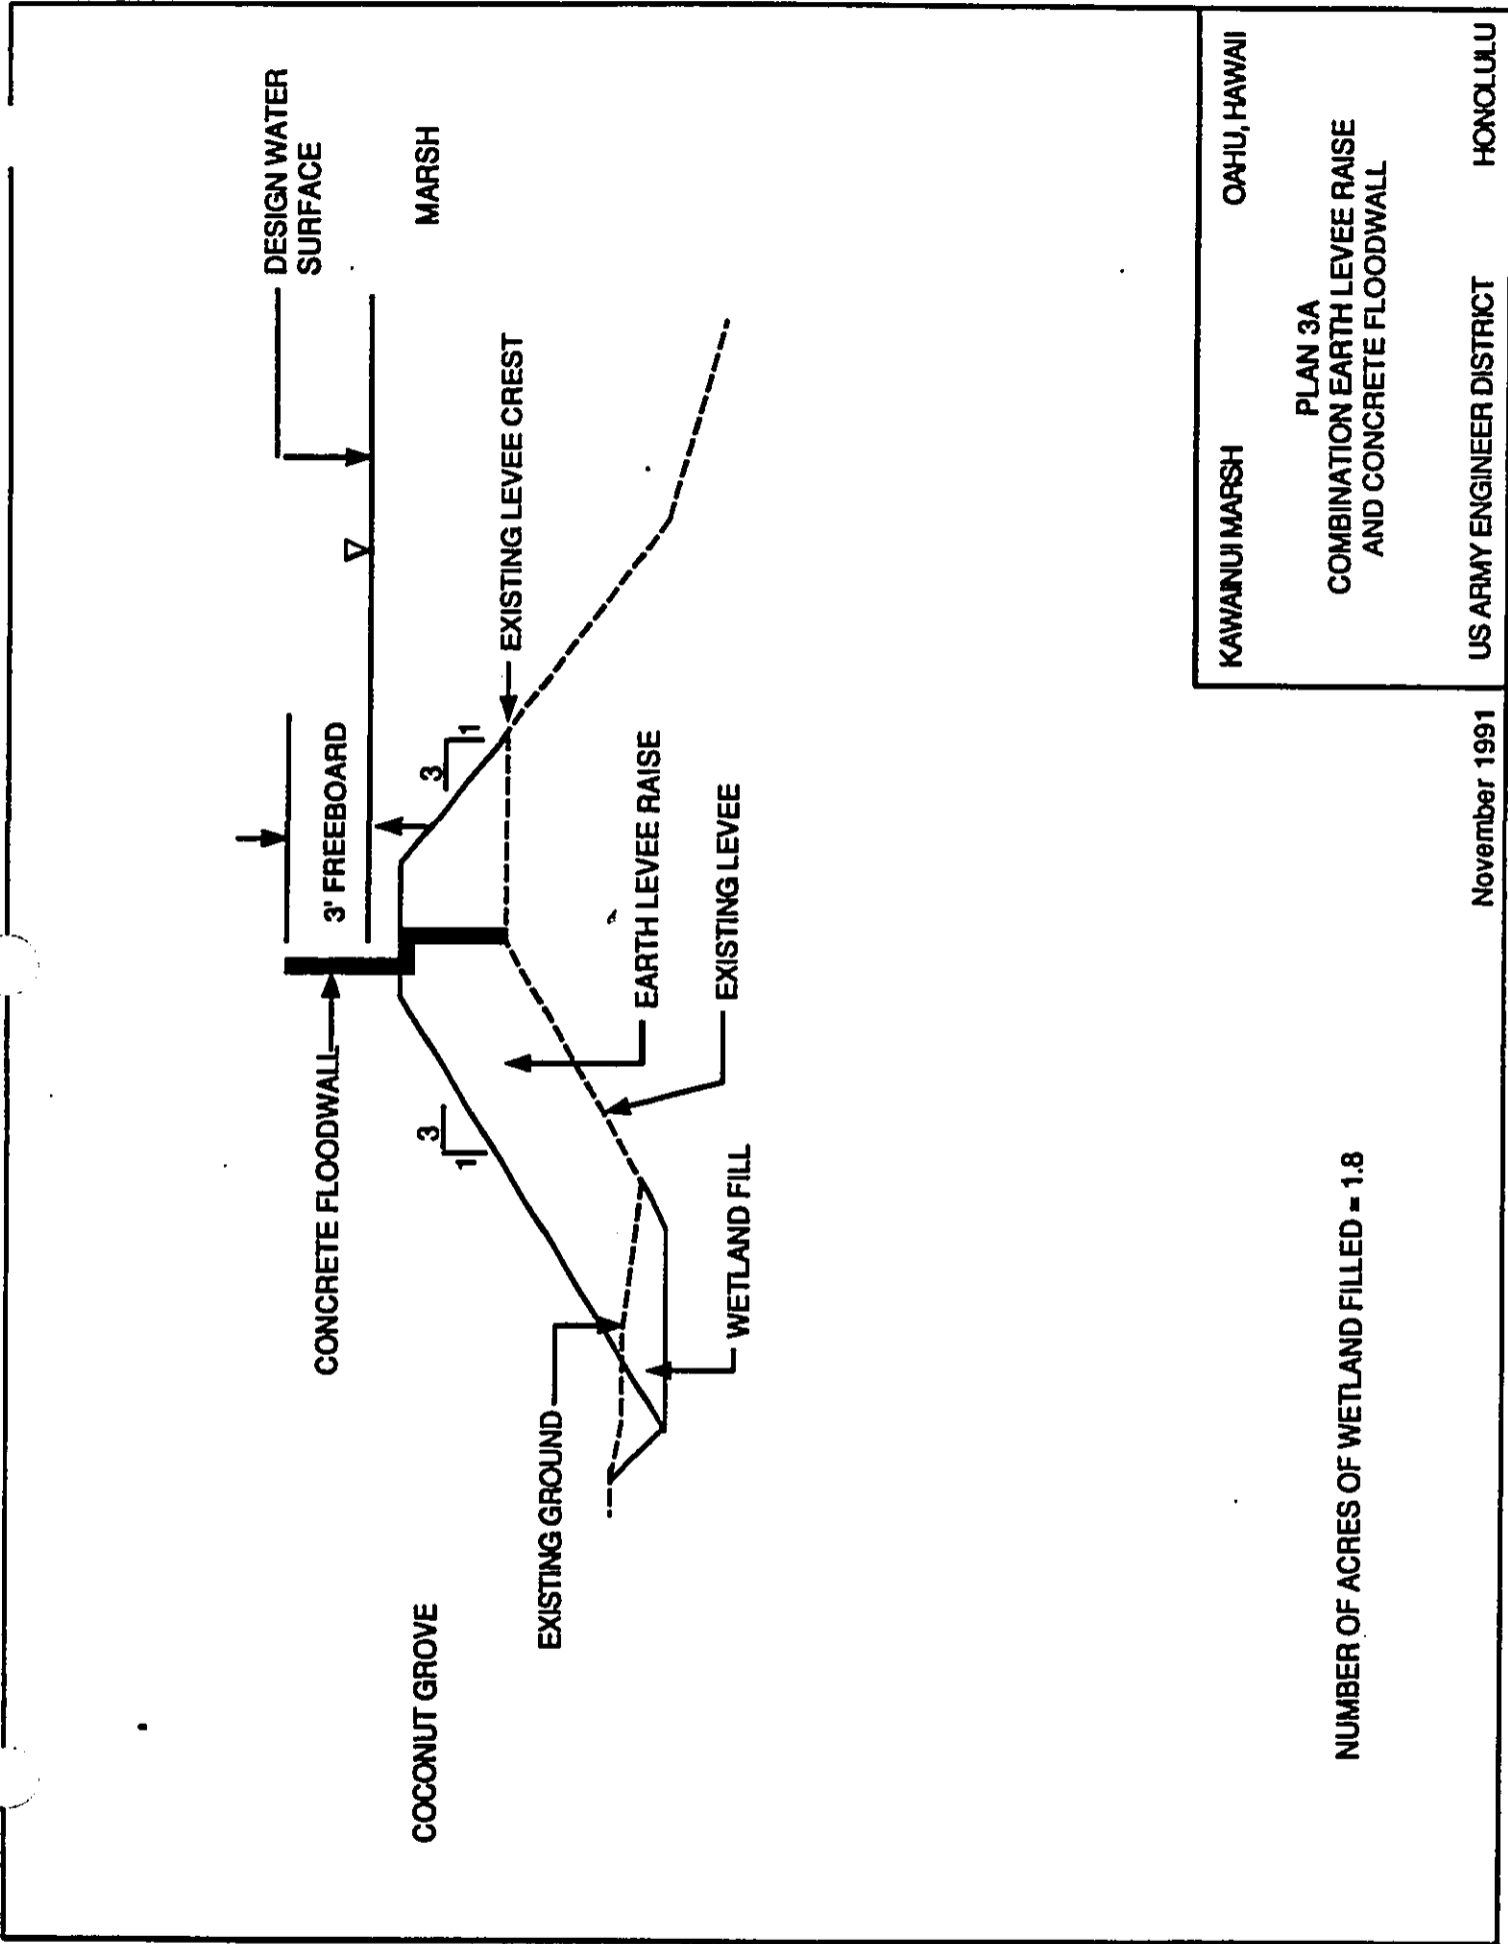 DESIGN WATER
SURFACE
3' FREEBOARD
CONCRETE FLOODWALL
COCONUT GROVE
MARSH
3
1
3
1
EXISTING LEVEE CREST
EXISTING GROUND
EARTH LEVEE RAISE
EXISTING LEVEE
WETLAND FILL
NUMBER OF ACRES OF WETLAND FILLED = 1.8
KAWAINUI MARSH OAHU, HAWAII
PLAN 3A
COMBINATION EARTH LEVEE RAISE
AND CONCRETE FLOODWALL
November 1991
US ARMY ENGINEER DISTRICT HONOLULU